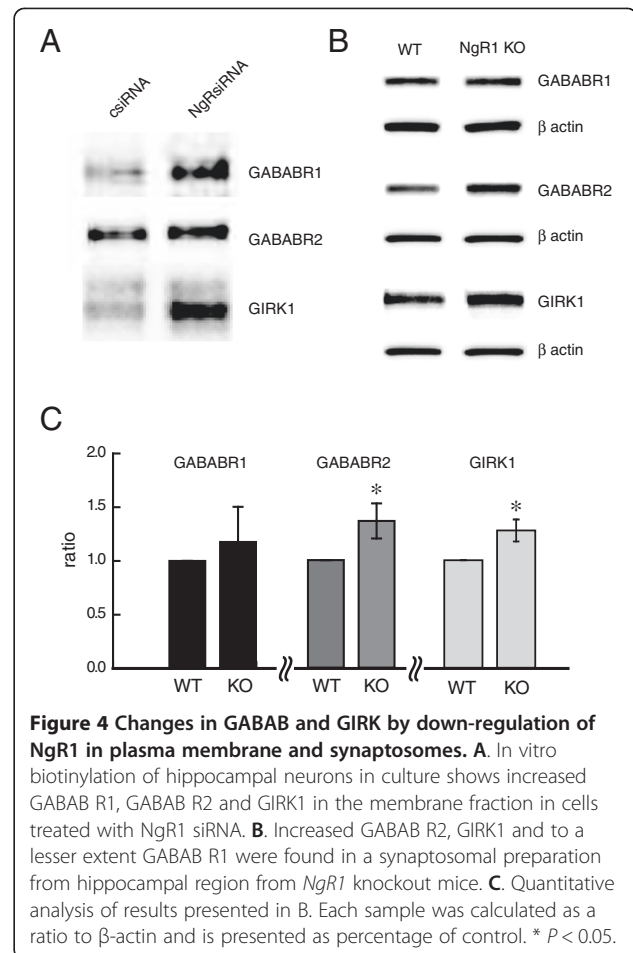 A
csiRNA NgRsiRNA
GABABR1
GABABR2
GIRK1
B
WT NgR1 KO
GABABR1
β actin
GABABR2
β actin
GIRK1
β actin
C
2.0
1.5
1.0
0.5
0.0
ratio
GABABR1 GABABR2 GIRK1
* *
WT KO WT KO WT KO
Figure 4 Changes in GABAB and GIRK by down-regulation of
NgR1 in plasma membrane and synaptosomes. A. In vitro
biotinylation of hippocampal neurons in culture shows increased
GABAB R1, GABAB R2 and GIRK1 in the membrane fraction in cells
treated with NgR1 siRNA. B. Increased GABAB R2, GIRK1 and to a
lesser extent GABAB R1 were found in a synaptosomal preparation
from hippocampal region from NgR1 knockout mice. C. Quantitative
analysis of results presented in B. Each sample was calculated as a
ratio to β-actin and is presented as percentage of control. * P < 0.05.